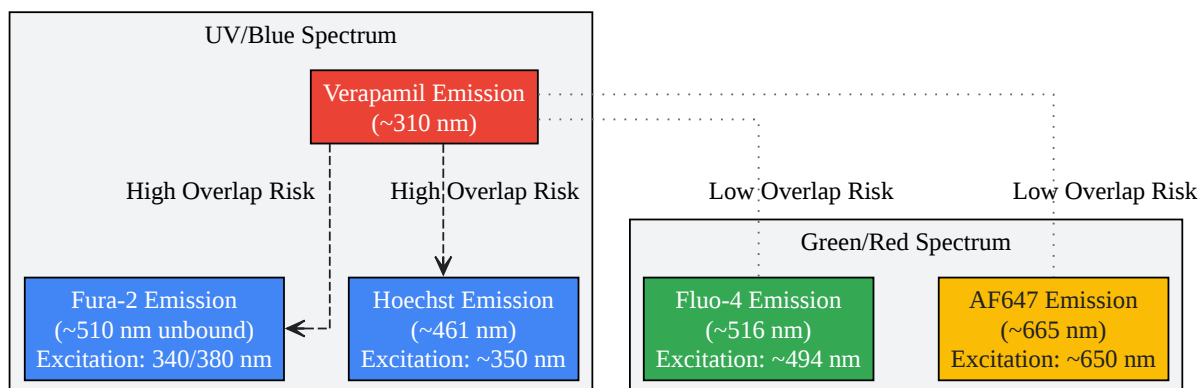 UV/Blue Spectrum
Verapamil Emission
(~310 nm)
High Overlap Risk
High Overlap Risk
Low Overlap Risk
Low Overlap Risk
Green/Red Spectrum
Fura-2 Emission
(~510 nm unbound)
Excitation: 340/380 nm
Hoechst Emission
(~461 nm)
Excitation: ~350 nm
Fluo-4 Emission
(~516 nm)
Excitation: ~494 nm
AF647 Emission
(~665 nm)
Excitation: ~650 nm